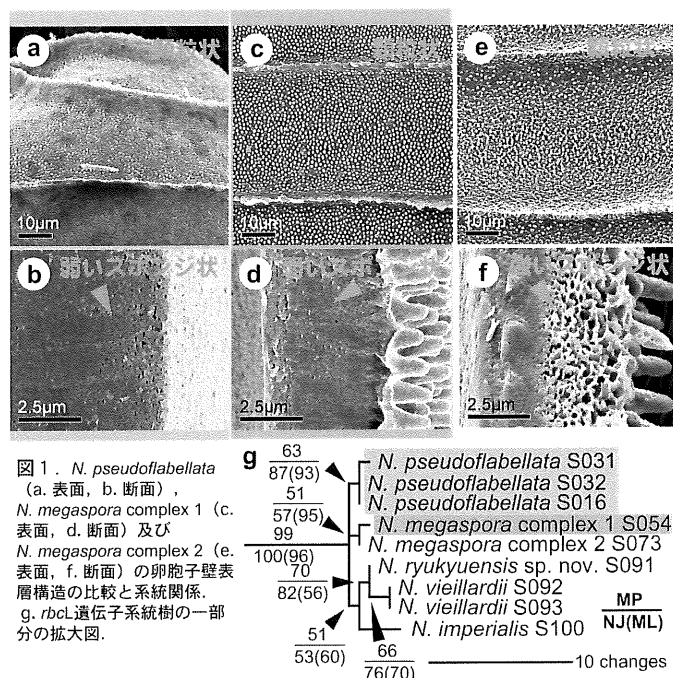 a
粒状
10μm
c
10μm
e
10μm
b
弱いスポンジ状
2.5μm
d
弱いスポ
2.5μm
f
スポンジ状
2.5μm
図1. N. pseudoflabellata
(a. 表面, b. 断面),
N. megaspora complex 1 (c.
表面, d. 断面) 及び
N. megaspora complex 2 (e.
表面, f. 断面) の卵胞子壁表
層構造の比較と系統関係.
g. rbcL遺伝子系統樹の一部
分の拡大図.
g
63
87(93)
51
57(95)
99
100(96)
70
82(56)
51
53(60)
66
76(70)
N. pseudoflabellata S031
N. pseudoflabellata S032
N. pseudoflabellata S016
N. megaspora complex 1 S054
N. megaspora complex 2 S073
N. ryukyuensis sp. nov. S091
N. vieillardii S092
N. vieillardii S093
N. imperialis S100
MP
NJ(ML)
10 changes